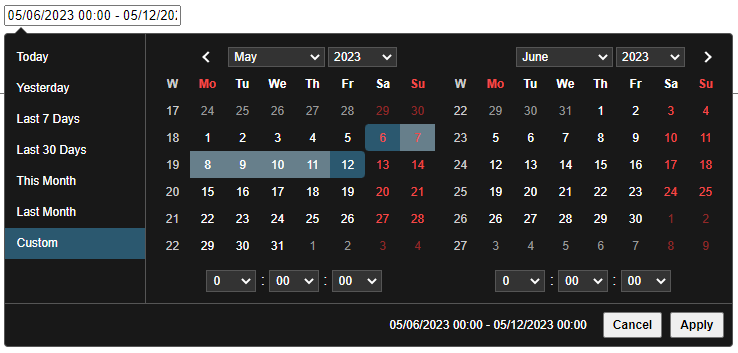 05/06/2023 00:00 - 05/12/202
Today
Yesterday
Last 7 Days
Last 30 Days
This Month
Last Month
Custom
May 2023
W Mo Tu We Th Fr Sa Su
17 24 25 26 27 28 29 30
18 1 2 3 4 5 6 7
19 8 9 10 11 12 13 14
20 15 16 17 18 19 20 21
21 22 23 24 25 26 27 28
22 29 30 31 1 2 3 4
0 : 00 : 00
June 2023
W Mo Tu We Th Fr Sa Su
22 29 30 31 1 2 3 4
23 5 6 7 8 9 10 11
24 12 13 14 15 16 17 18
25 19 20 21 22 23 24 25
26 26 27 28 29 30 1 2
27 3 4 5 6 7 8 9
0 : 00 : 00
05/06/2023 00:00 - 05/12/2023 00:00
Cancel
Apply